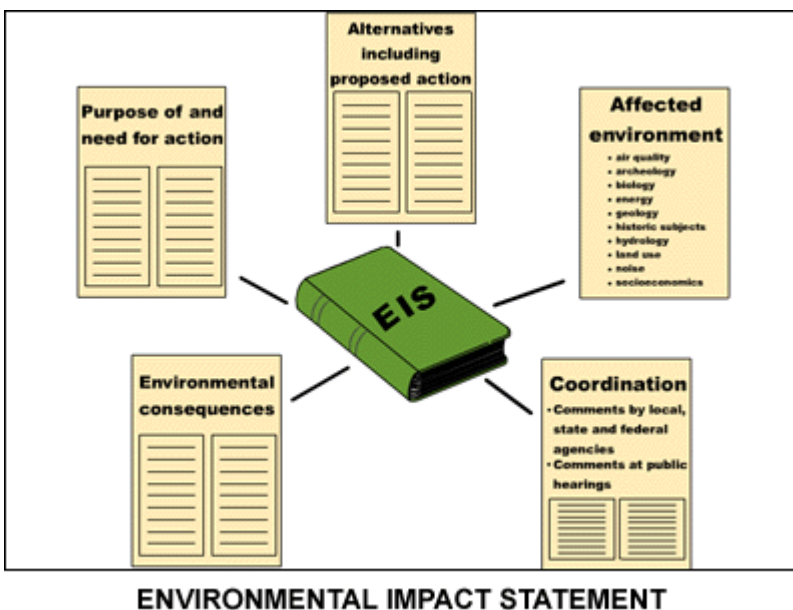 Alternatives
including
proposed action
Purpose of and
need for action
Affected
environment
• air quality
• archeology
• biology
• energy
• geology
• historic subjects
• hydrology
• land use
• noise
• socioeconomics
EIS
Environmental
consequences
Coordination
• Comments by local,
state and federal
agencies
• Comments at public
hearings
ENVIRONMENTAL IMPACT STATEMENT